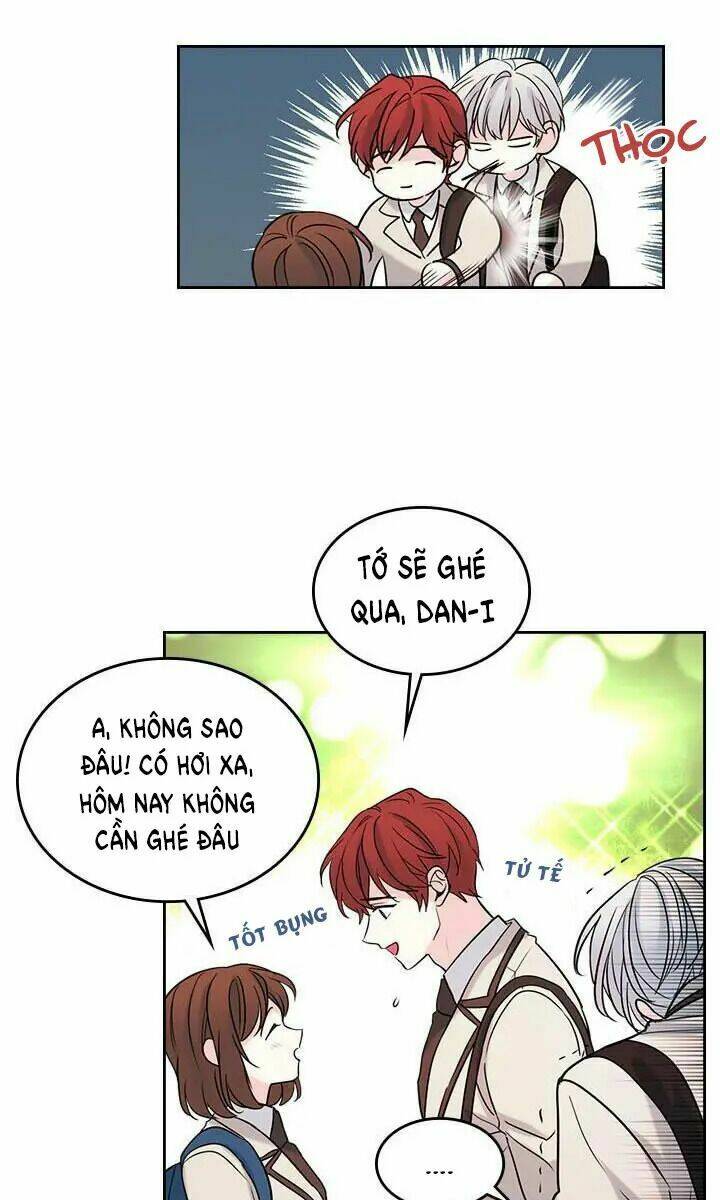 THỌC
TỚ SẼ GHÉ
QUA, DAN-I
A, KHÔNG SAO
ĐÂU! CÓ HƠI XA,
HÔM NAY KHÔNG
CẦN GHÉ ĐÂU
TỬ TẾ
TỐT BỤNG
.....